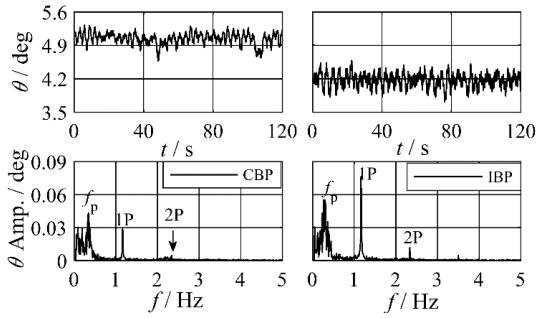 θ / deg
5.6
4.9
4.2
3.5
0 40 80 120
t / s
0 40 80 120
t / s
θ Amp. / deg
0.09
0.06
0.03
0
CBP
fp
1P
2P
0 1 2 3 4 5
f / Hz
IBP
fp
1P
2P
0 1 2 3 4 5
f / Hz